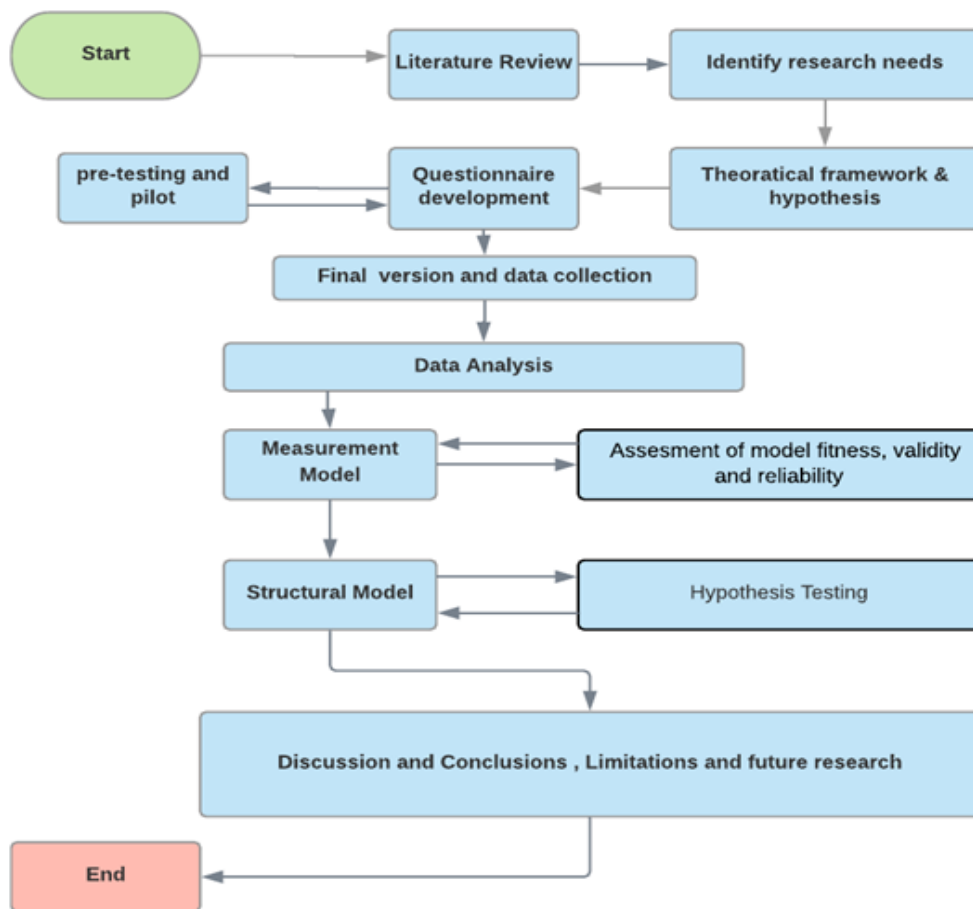 Start
Literature Review
Identify research needs
Theoratical framework &
hypothesis
Questionnaire
development
pre-testing and
pilot
Final version and data collection
Data Analysis
Measurement
Model
Assesment of model fitness, validity
and reliability
Structural Model
Hypothesis Testing
Discussion and Conclusions , Limitations and future research
End